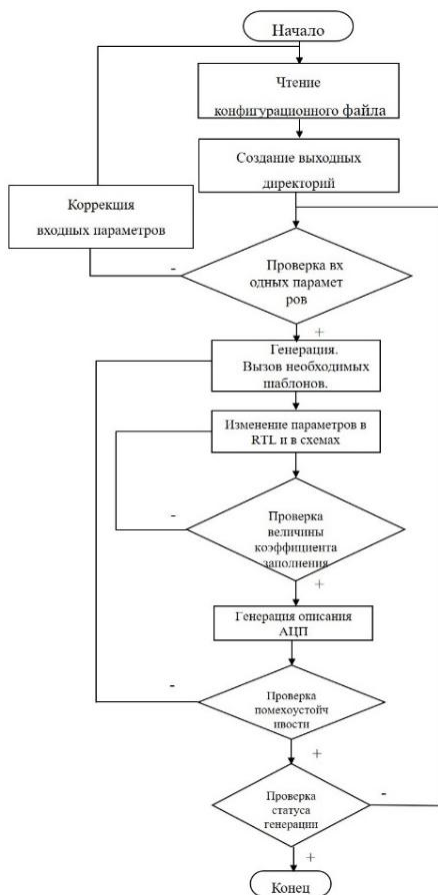 Начало
Чтение
конфигурационного файла
Создание выходных
директорий
Коррекция
входных параметров
-
Проверка вх
одных парамет
ров
+
Генерация.
Вызов необходимых
шаблонов.
Изменение параметров в
RTL и в схемах
-
Проверка
величины
коэффициента
заполнения
+
Генерация описания
АЦП
-
Проверка
помехоустойч
ивости
+
-
Проверка
статуса
генерации
+
Конец